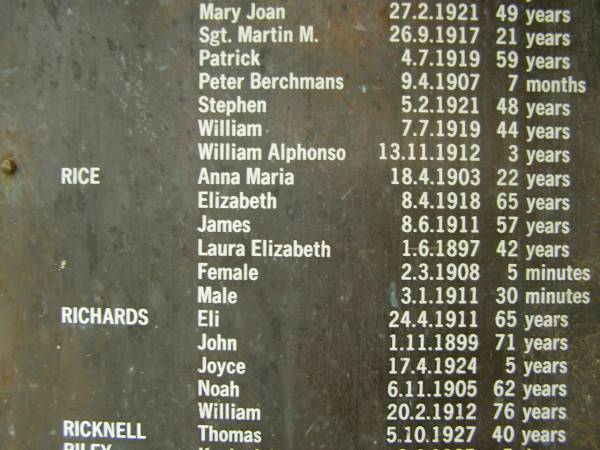 Mary Joan 27.2.1921 49 years
Sgt. Martin M. 26.9.1917 21 years
Patrick 4.7.1919 59 years
Peter Berchmans 9.4.1907 7 months
Stephen 5.2.1921 48 years
William 7.7.1919 44 years
William Alphonso 13.11.1912 3 years
RICE Anna Maria 18.4.1903 22 years
Elizabeth 8.4.1918 65 years
James 8.6.1911 57 years
Laura Elizabeth 1.6.1897 42 years
Female 2.3.1908 5 minutes
Male 3.1.1911 30 minutes
RICHARDS Eli 24.4.1911 65 years
John 1.11.1899 71 years
Joyce 17.4.1924 5 years
Noah 6.11.1905 62 years
William 20.2.1912 76 years
RICKNELL Thomas 5.10.1927 40 years
RILEY